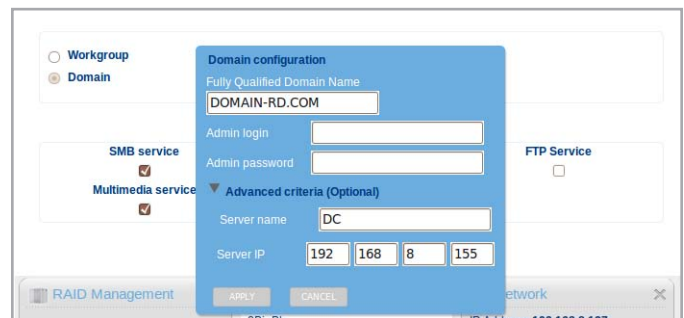 Workgroup
Domain
Domain configuration
Fully Qualified Domain Name
DOMAIN-RD.COM
Admin login
Admin password
Advanced criteria (Optional)
Server name DC
Server IP 192 168 8 155
APPLY CANCEL
SMB service
Multimedia service
FTP Service
RAID Management
etwork